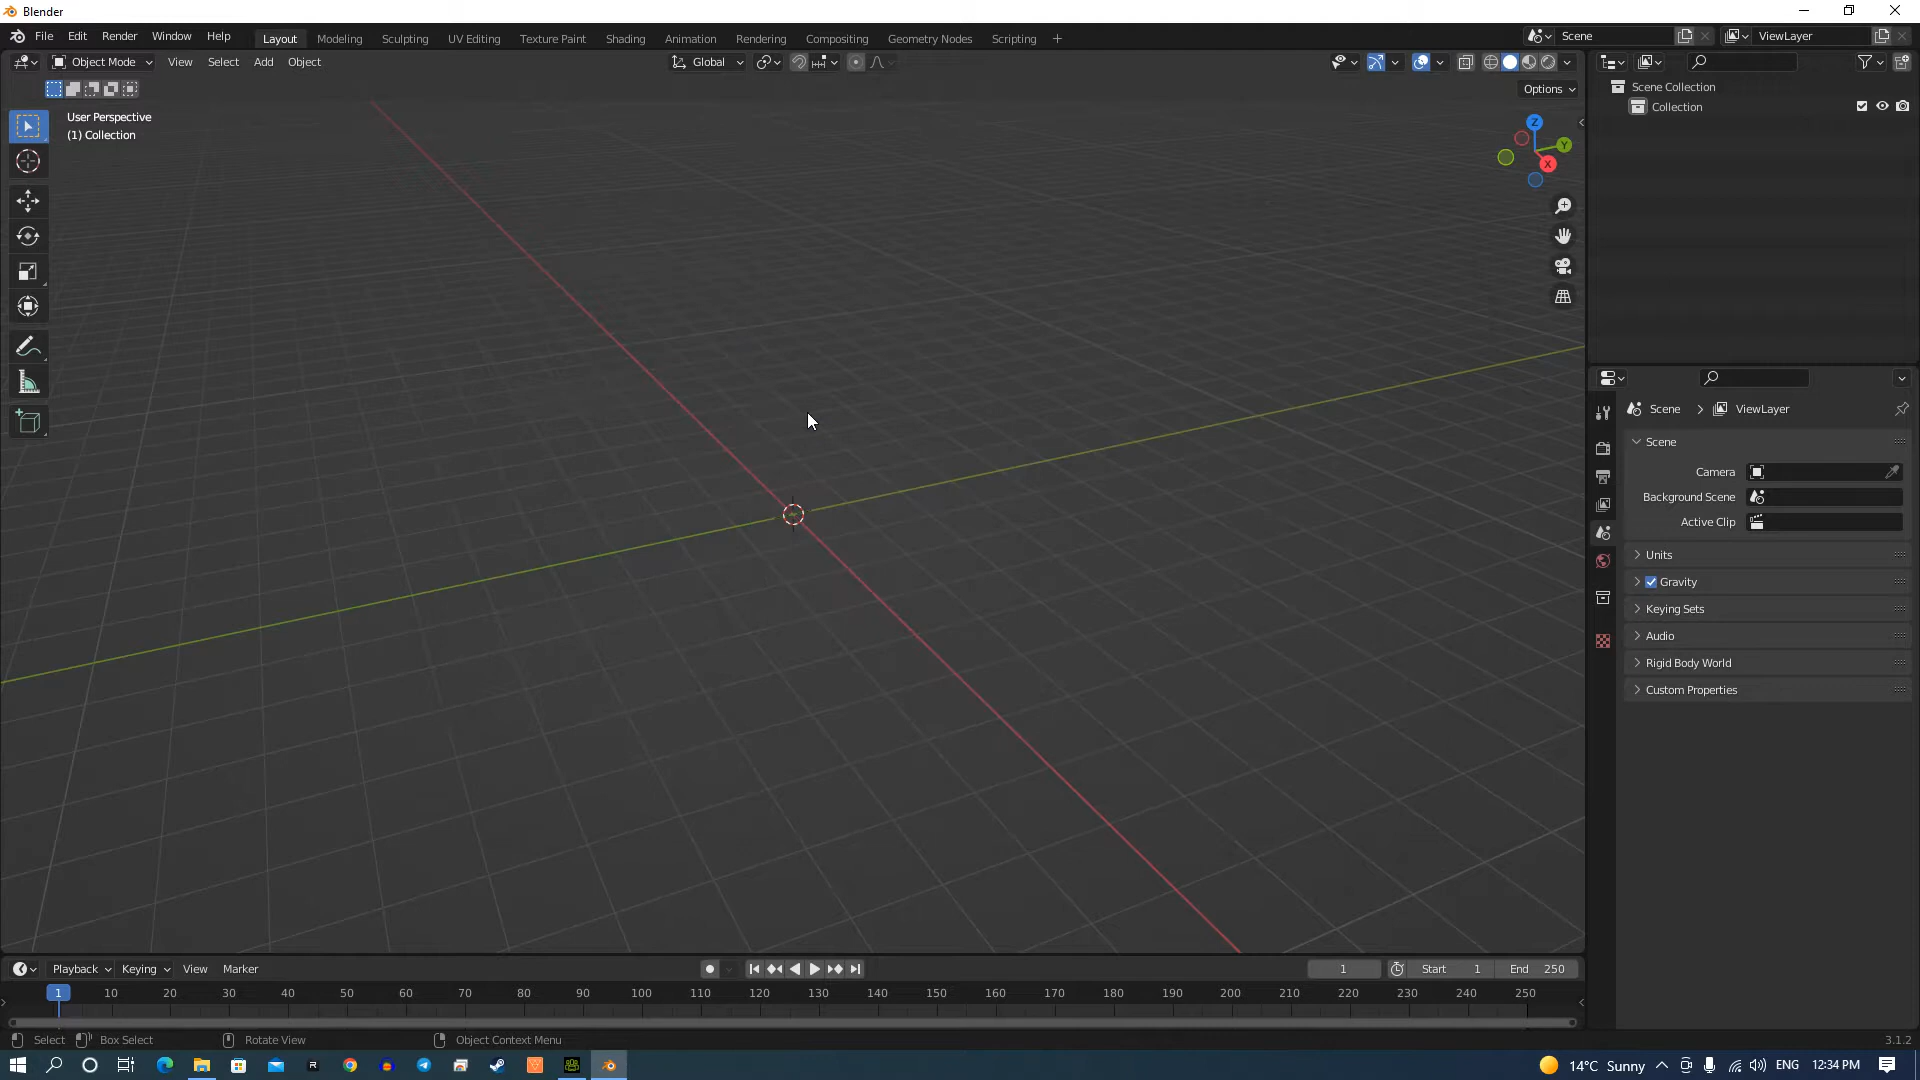 Blender
File Edit Render Window Help Layout Modeling Sculpting UV Editing Texture Paint Shading Animation Rendering Compositing Geometry Nodes Scripting + Scene ViewLayer
Object Mode View Select Add Object Global
Options
User Perspective
(1) Collection
Z
Y
X
Scene Collection
Collection
Scene > ViewLayer
Scene
Camera
Background Scene
Active Clip
Units
Gravity
Keying Sets
Audio
Rigid Body World
Custom Properties
Playback Keying View Marker 1 Start 1 End 250
1 10 20 30 40 50 60 70 80 90 100 110 120 130 140 150 160 170 180 190 200 210 220 230 240 250
Select Box Select Rotate View Object Context Menu 3.1.2
14°C Sunny ENG 12:34 PM